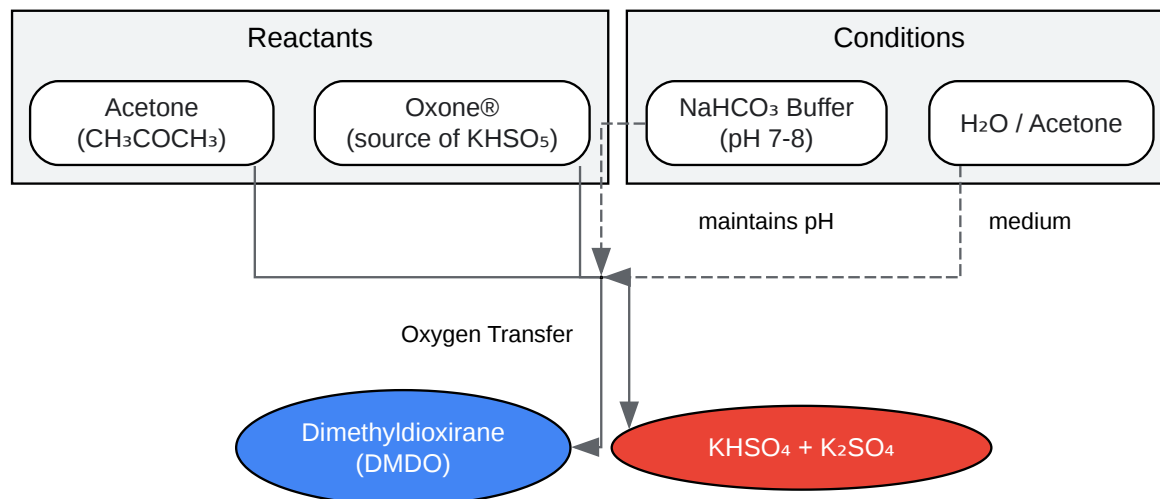 Reactants
Conditions
Acetone
(CH₃COCH₃)
Oxone®
(source of KHSO₅)
NaHCO₃ Buffer
(pH 7-8)
H₂O / Acetone
maintains pH
medium
Oxygen Transfer
Dimethyldioxirane
(DMDO)
KHSO₄ + K₂SO₄